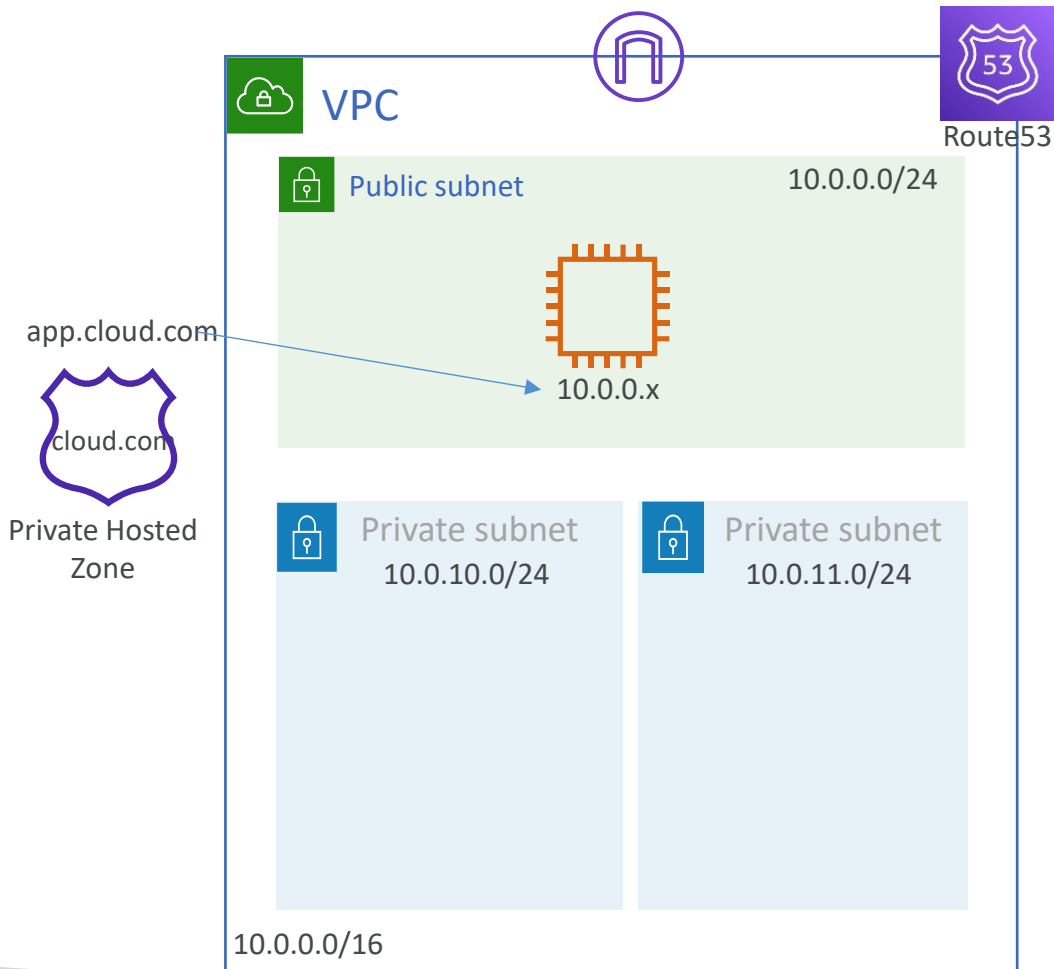 53
VPC
Route53
Public subnet
10.0.0.0/24
app.cloud.com
10.0.0.x
cloud.com
Private Hosted
Zone
Private subnet
10.0.10.0/24
Private subnet
10.0.11.0/24
10.0.0.0/16